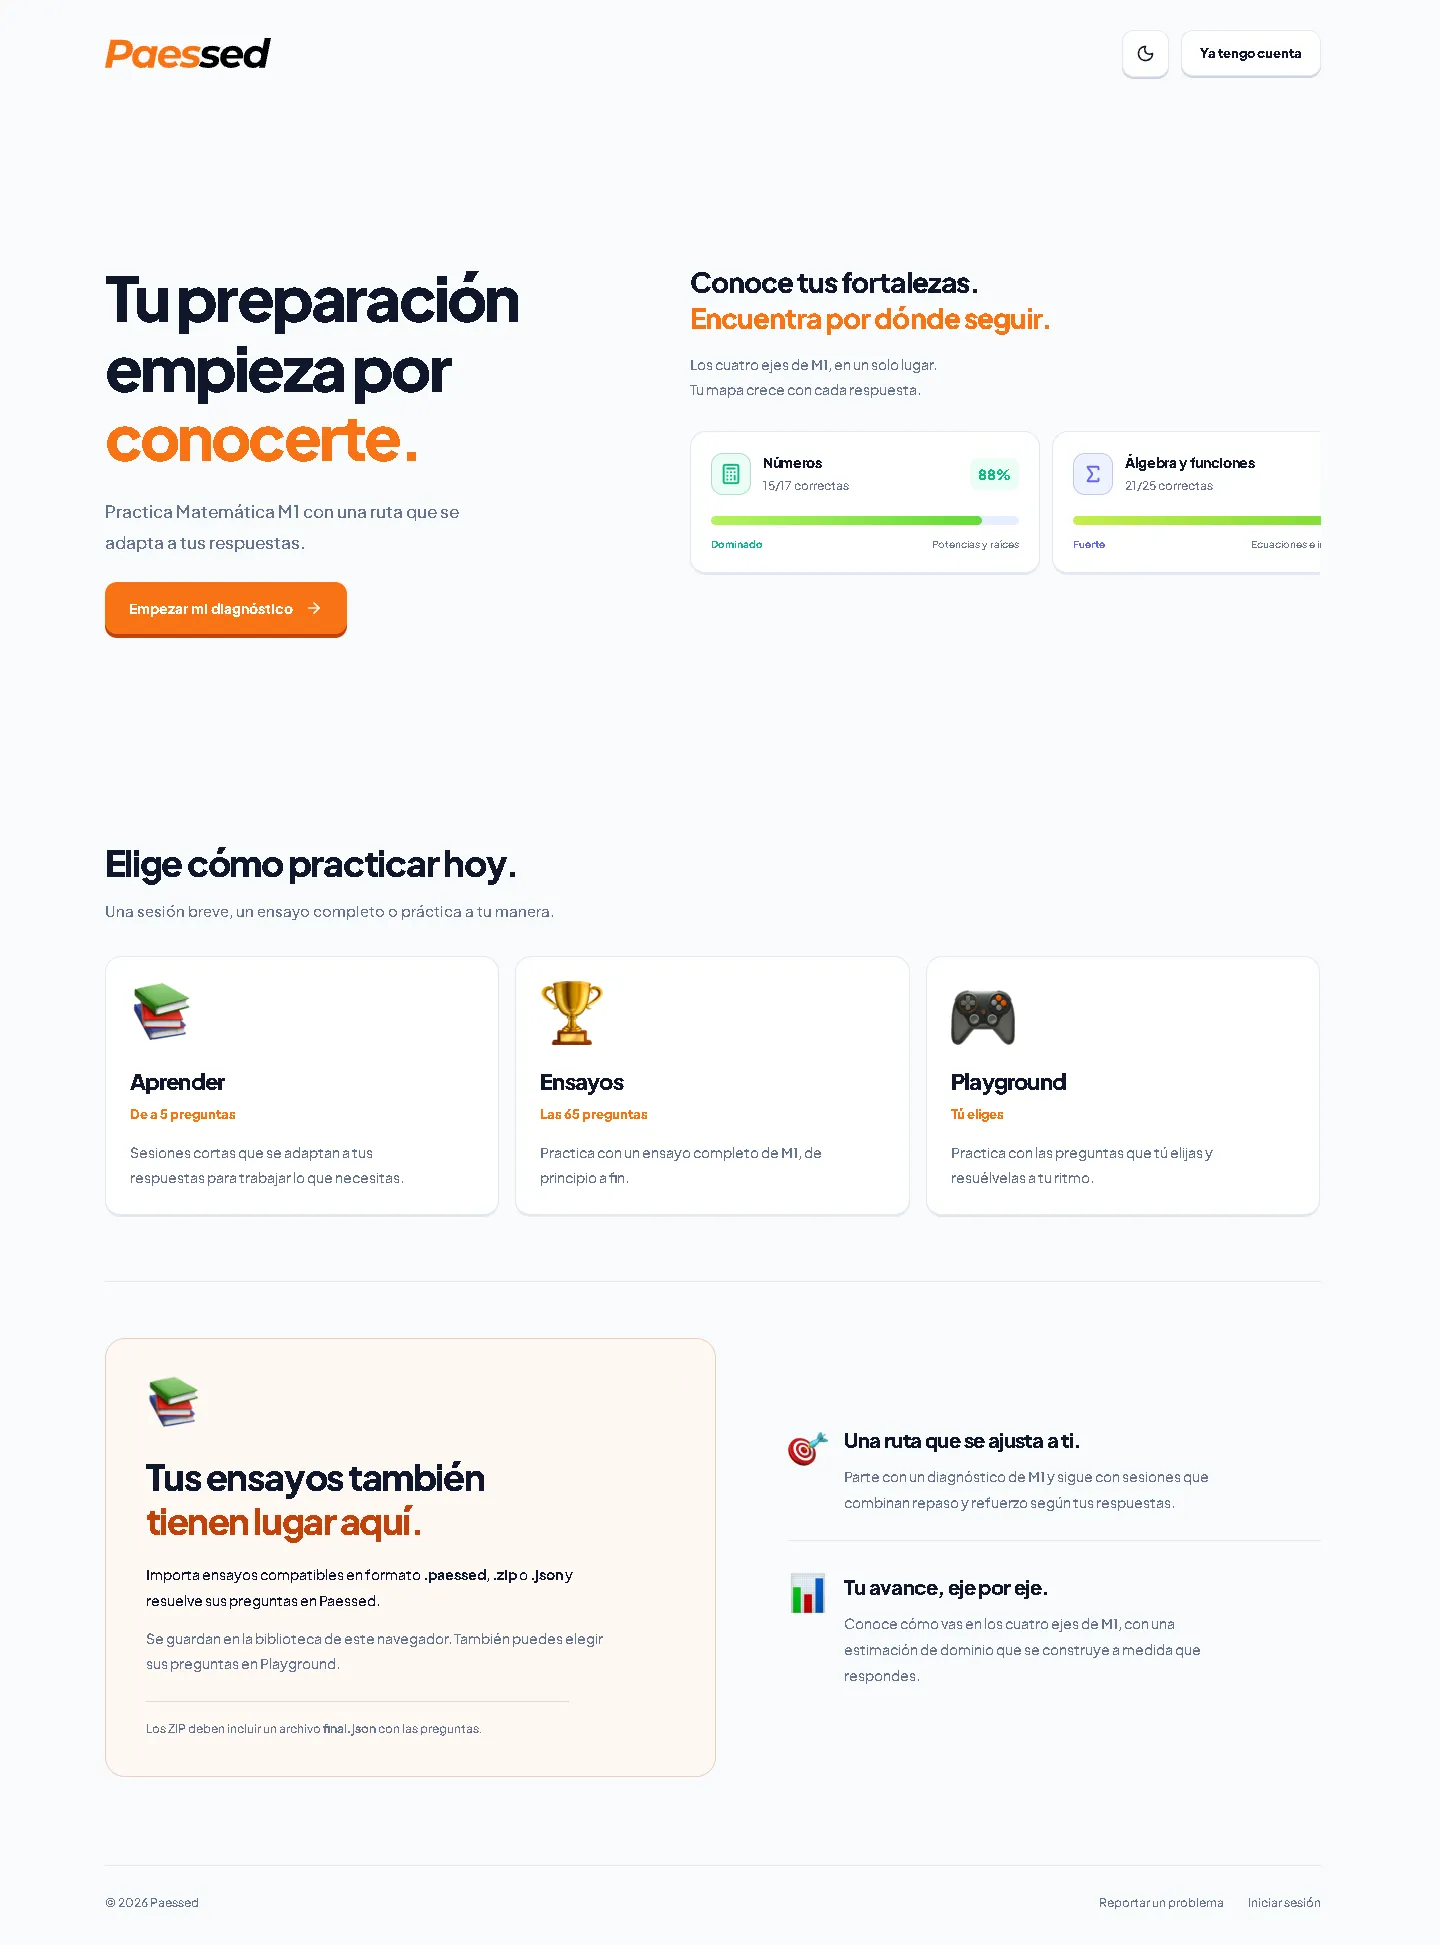 Paessed
Ya tengo cuenta
Tu preparación
empieza por
conocerte.
Practica Matemática M1 con una ruta que se
adapta a tus respuestas.
Empezar mi diagnóstico
Conoce tus fortalezas.
Encuentra por dónde seguir.
Los cuatro ejes de M1, en un solo lugar.
Tu mapa crece con cada respuesta.
Números
15/17 correctas
88%
Dominado
Potencias y raíces
Álgebra y funciones
21/25 correctas
Fuerte
Ecuaciones e i
Elige cómo practicar hoy.
Una sesión breve, un ensayo completo o práctica a tu manera.
Aprender
De a 5 preguntas
Sesiones cortas que se adaptan a tus
respuestas para trabajar lo que necesitas.
Ensayos
Las 65 preguntas
Practica con un ensayo completo de M1, de
principio a fin.
Playground
Tú eliges
Practica con las preguntas que tú elijas y
resuélvelas a tu ritmo.
Tus ensayos también
tienen lugar aquí.
Importa ensayos compatibles en formato .paessed, .zip o .json y
resuelve sus preguntas en Paessed.
Se guardan en la biblioteca de este navegador. También puedes elegir
sus preguntas en Playground.
Los ZIP deben incluir un archivo final.json con las preguntas.
Una ruta que se ajusta a ti.
Parte con un diagnóstico de M1 y sigue con sesiones que
combinan repaso y refuerzo según tus respuestas.
Tu avance, eje por eje.
Conoce cómo vas en los cuatro ejes de M1, con una
estimación de dominio que se construye a medida que
respondes.
© 2026 Paessed
Reportar un problema
Iniciar sesión